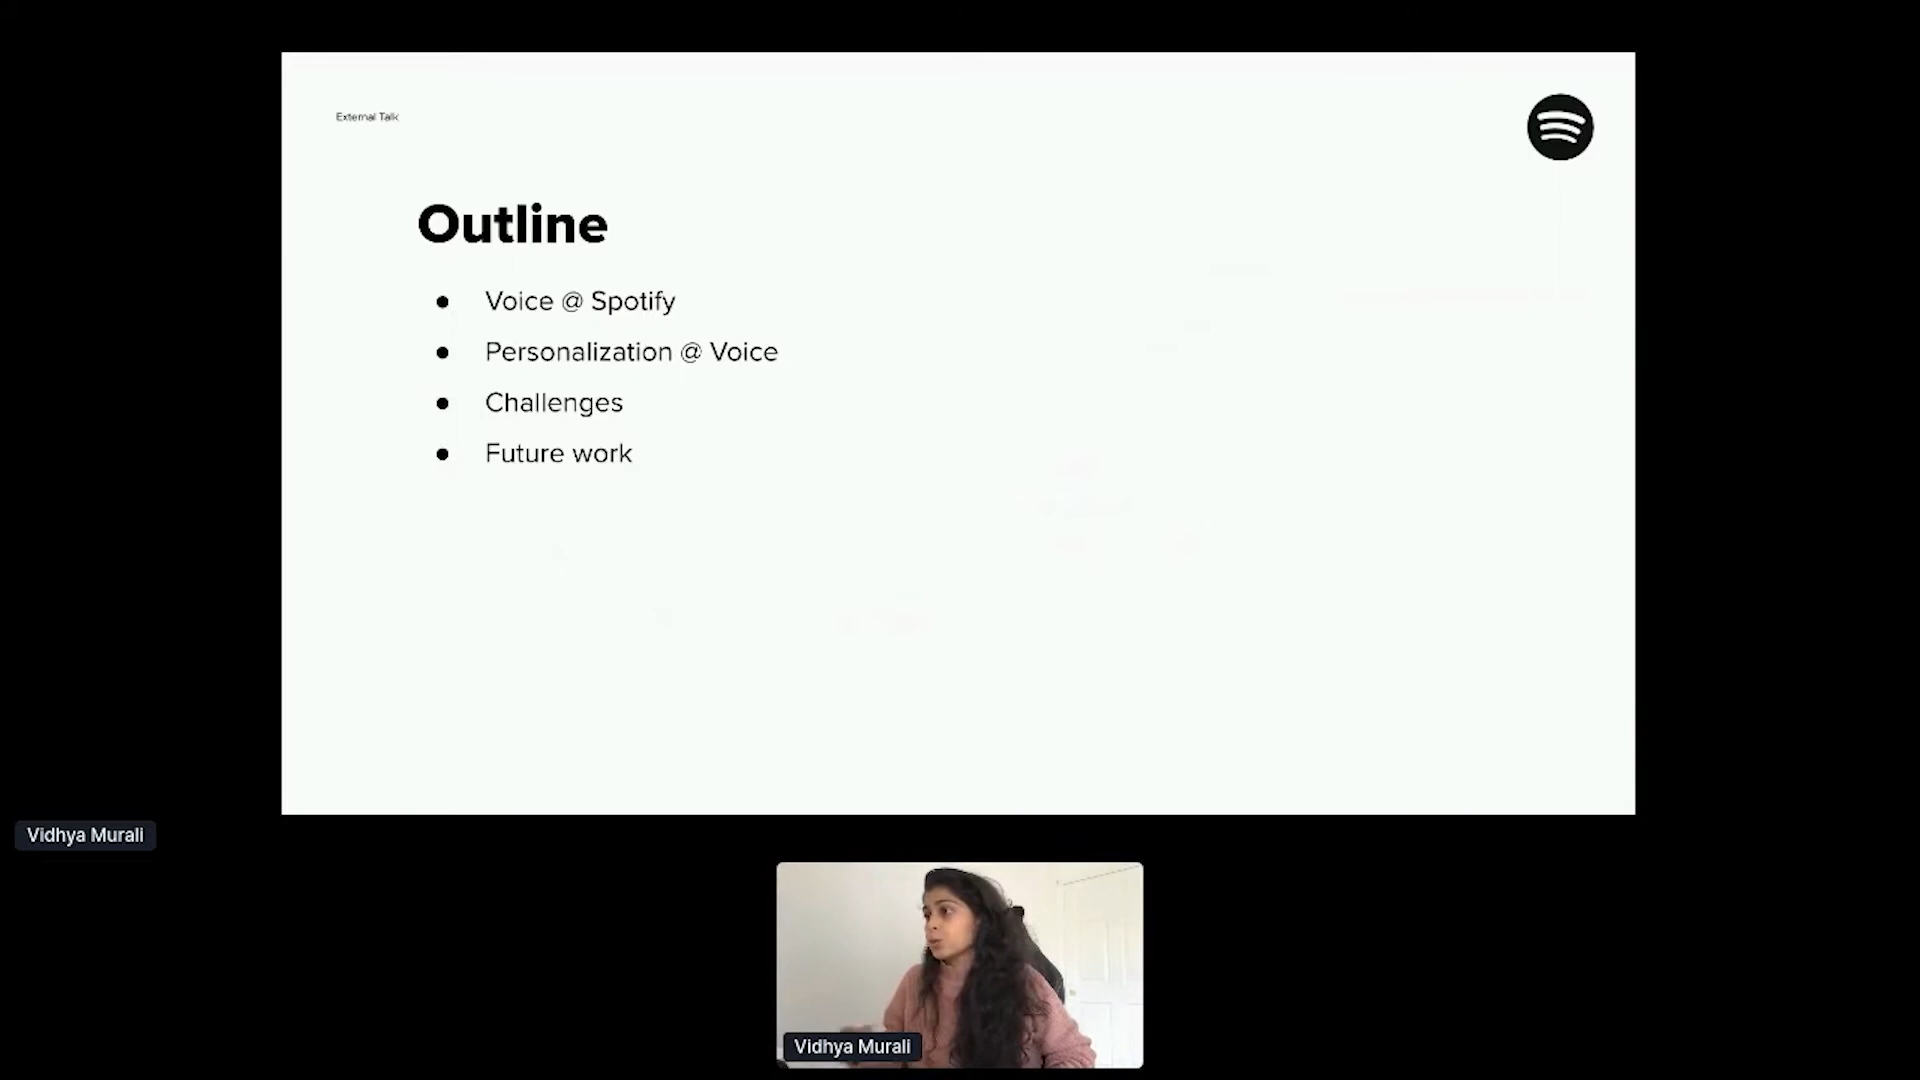 External Talk
Outline
● Voice @ Spotify
● Personalization @ Voice
● Challenges
● Future work
Vidhya Murali
Vidhya Murali